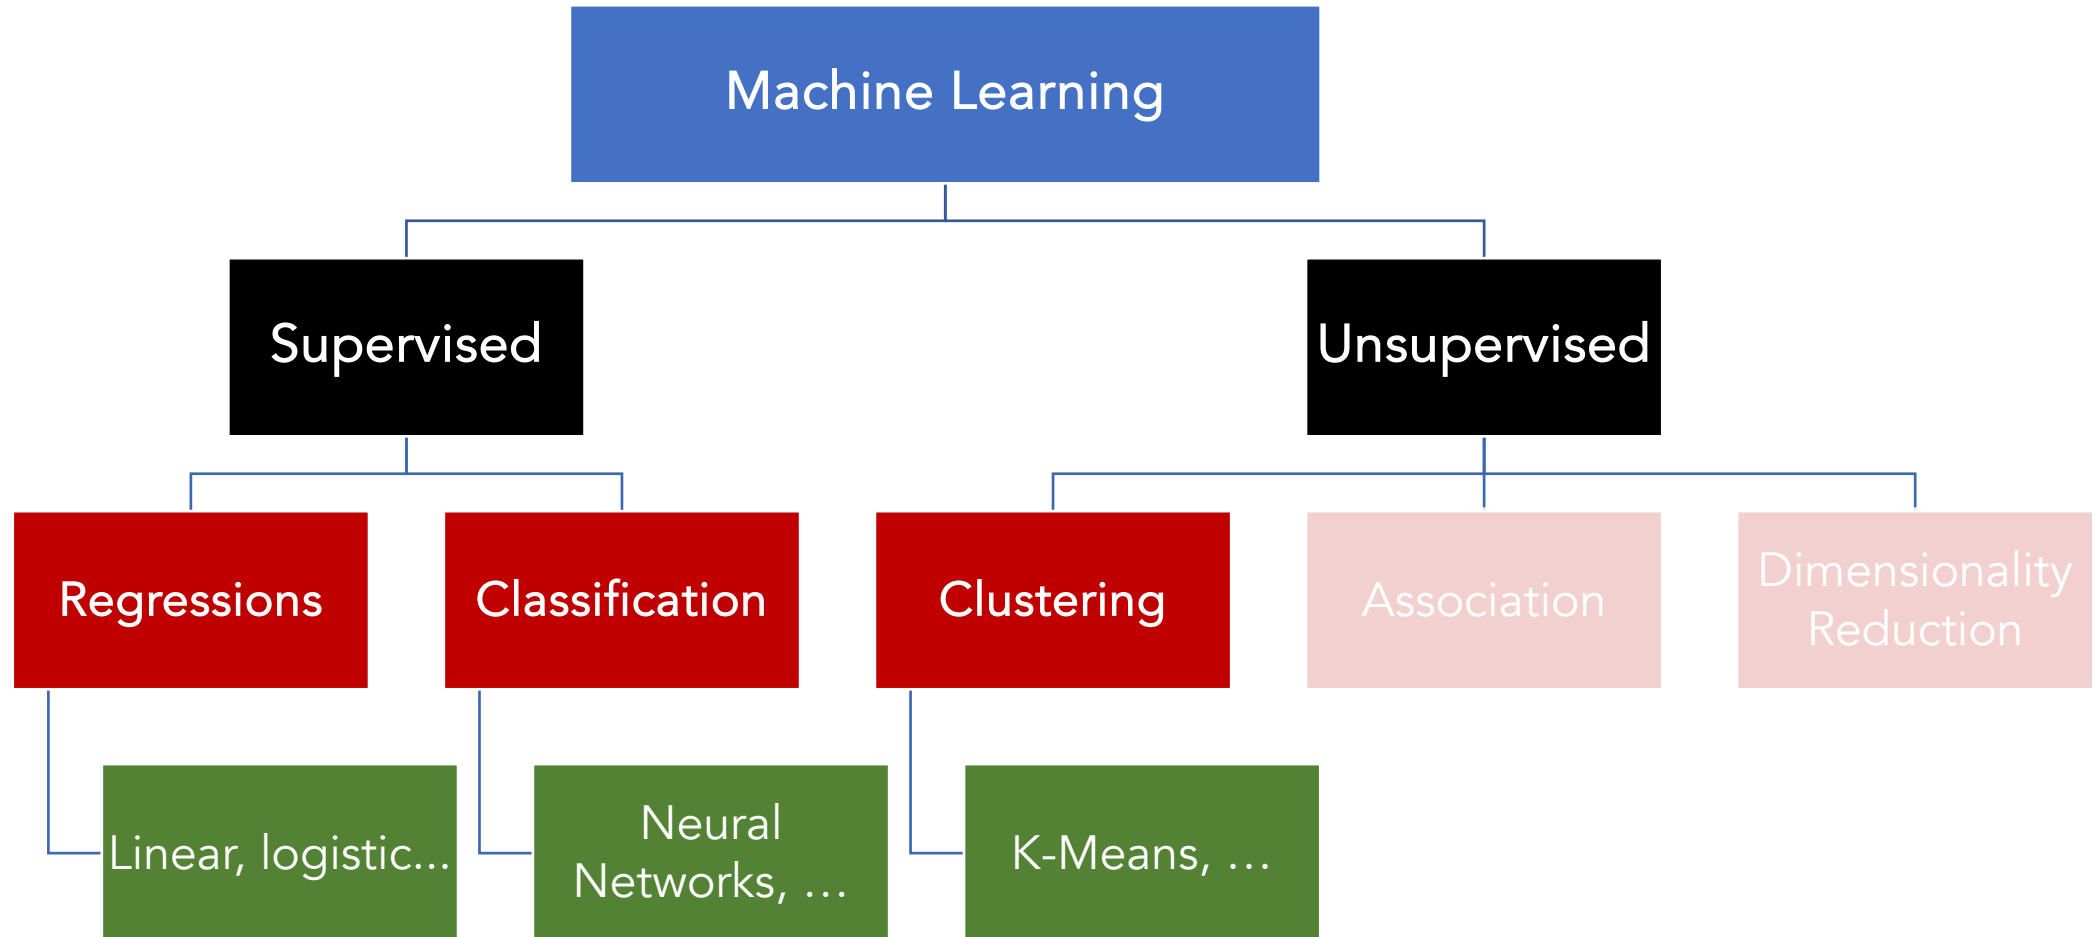 Machine Learning
Supervised
Unsupervised
Regressions
Classification
Clustering
Association
Dimensionality
Reduction
Linear, logistic...
Neural
Networks, …
K-Means, …